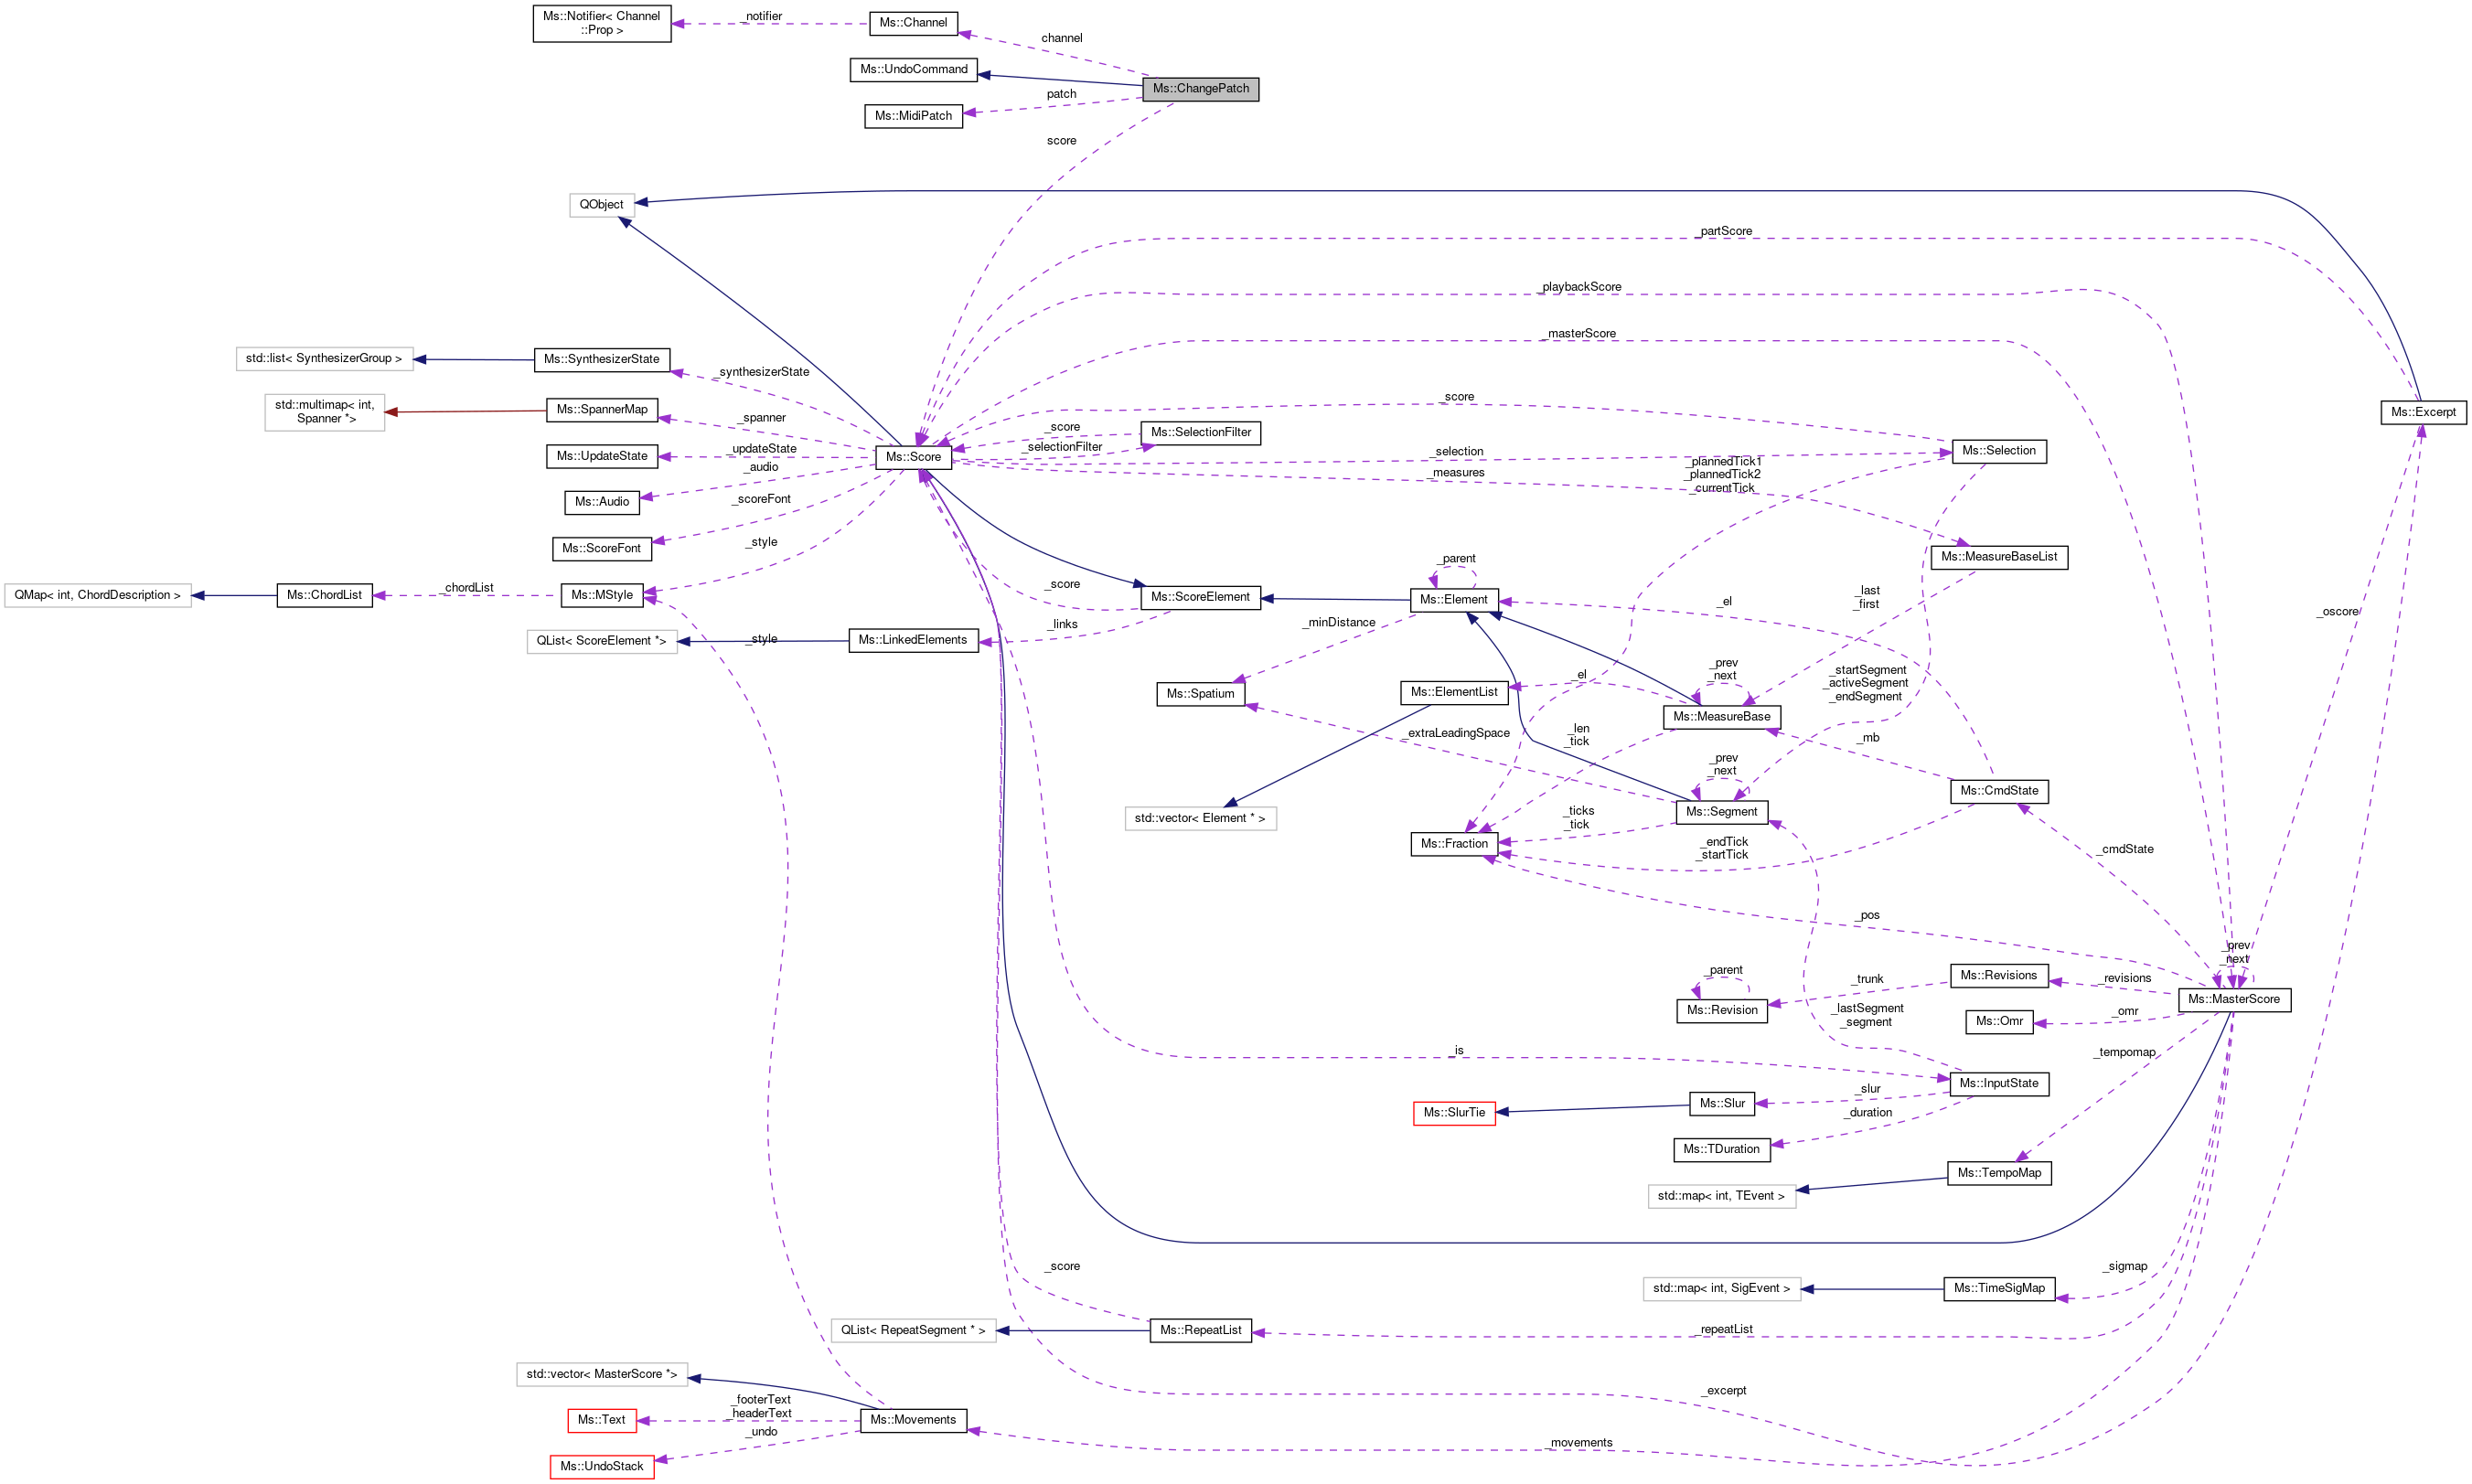 Ms::Notifier< Channel
::Prop >
_notifier
Ms::Channel
channel
Ms::UndoCommand
Ms::ChangePatch
patch
Ms::MidiPatch
score
QObject
_partScore
_playbackScore
_masterScore
std::list< SynthesizerGroup >
Ms::SynthesizerState
_synthesizerState
std::multimap< int,
Spanner *>
Ms::SpannerMap
_spanner
_score
Ms::Excerpt
Ms::SelectionFilter
_score
_selectionFilter
Ms::UpdateState
_updateState
Ms::Score
_selection
Ms::Selection
_audio
_measures
_plannedTick1
_plannedTick2
_currentTick
Ms::Audio
_scoreFont
Ms::ScoreFont
_style
_parent
Ms::MeasureBaseList
QMap< int, ChordDescription >
Ms::ChordList
_chordList
Ms::MStyle
_score
Ms::ScoreElement
Ms::Element
_el
_last
_first
_oscore
_links
_minDistance
QList< ScoreElement *>
_style
Ms::LinkedElements
Ms::Spatium
Ms::ElementList
_el
_prev
_next
_startSegment
_activeSegment
_endSegment
Ms::MeasureBase
_extraLeadingSpace
_len
_tick
_mb
_prev
_next
Ms::CmdState
std::vector< Element * >
Ms::Segment
_ticks
_tick
Ms::Fraction
_endTick
_startTick
_cmdState
_pos
_prev
_next
_parent
_trunk
Ms::Revisions
_revisions
Ms::MasterScore
Ms::Revision
_lastSegment
_segment
Ms::Omr
_omr
_is
_tempomap
Ms::InputState
_slur
Ms::SlurTie
Ms::Slur
_duration
Ms::TDuration
Ms::TempoMap
std::map< int, TEvent >
_score
_sigmap
std::map< int, SigEvent >
Ms::TimeSigMap
QList< RepeatSegment * >
Ms::RepeatList
_repeatList
std::vector< MasterScore *>
_footerText
_headerText
_excerpt
Ms::Text
Ms::Movements
_undo
_movements
Ms::UndoStack